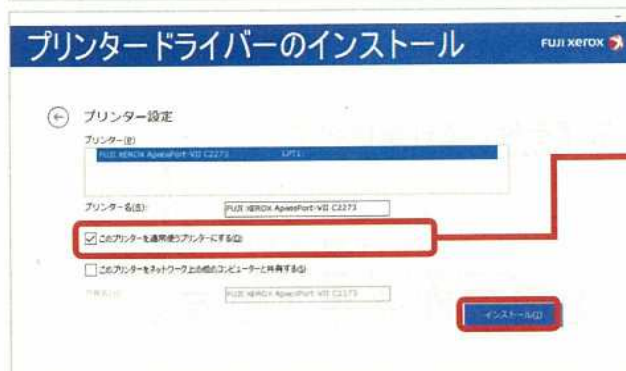 プリンタードライバーのインストール
FUJI XEROX
プリンター設定
プリンター(P)
FUJI XEROX ApeosPort-VII C2273 LPT1:
プリンター名(R):
FUJI XEROX ApeosPort-VII C2273
このプリンターを通常使うプリンターにする(D)
このプリンターをネットワーク上の他のコンピューターと共有する(S)
FUJI XEROX ApeosPort-VII C2273
インストール(I)